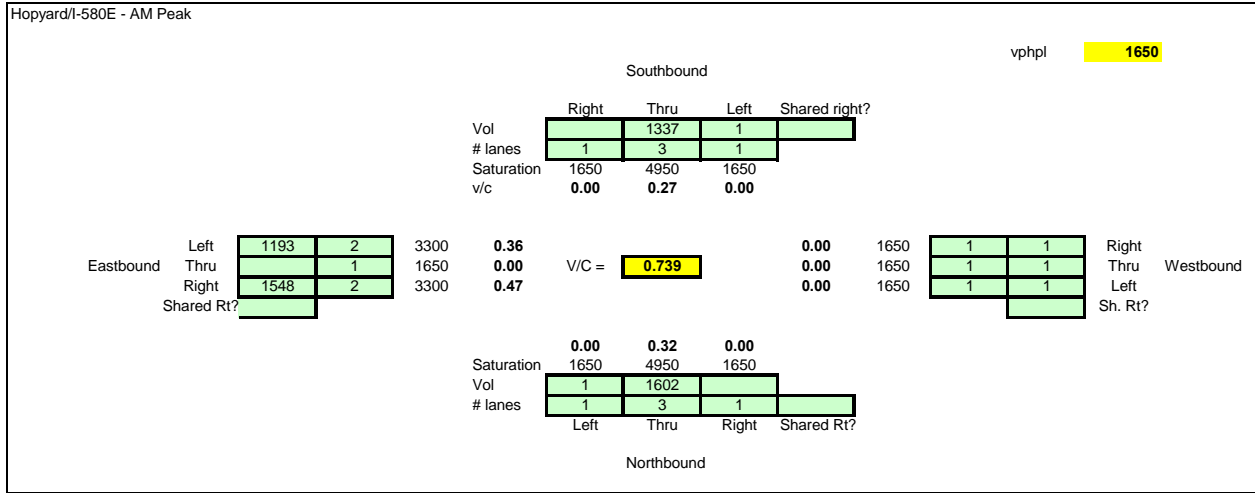 Hopyard/I-580E - AM Peak
vphpl 1650
Southbound
Right Thru Left Shared right?
Vol 1337 1
# lanes 1 3 1
Saturation 1650 4950 1650
v/c 0.00 0.27 0.00
Left 1193 2 3300 0.36 0.00 1650 1 1 Right
Eastbound Thru 1 1650 0.00 V/C = 0.739 0.00 1650 1 1 Thru Westbound
Right 1548 2 3300 0.47 0.00 1650 1 1 Left
Shared Rt? Sh. Rt?
0.00 0.32 0.00
Saturation 1650 4950 1650
Vol 1 1602
# lanes 1 3 1
Left Thru Right Shared Rt?
Northbound